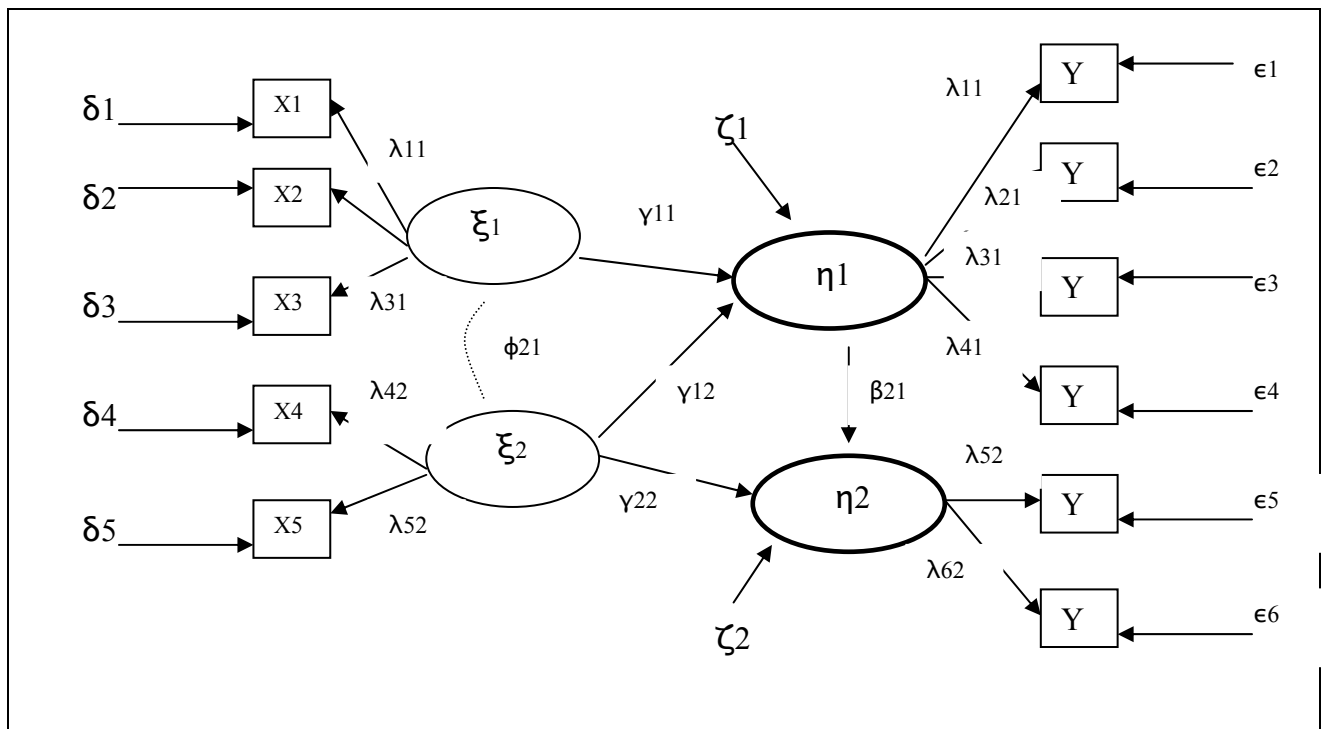 δ1
X1
λ11
δ2
X2
δ3
X3
λ31
ξ1
γ11
ζ1
η1
λ11
Y
ϵ1
λ21
Y
ϵ2
λ31
Y
ϵ3
λ41
Y
ϵ4
ϕ21
δ4
X4
λ42
δ5
X5
λ52
ξ2
γ12
γ22
β21
η2
ζ2
λ52
Y
ϵ5
λ62
Y
ϵ6